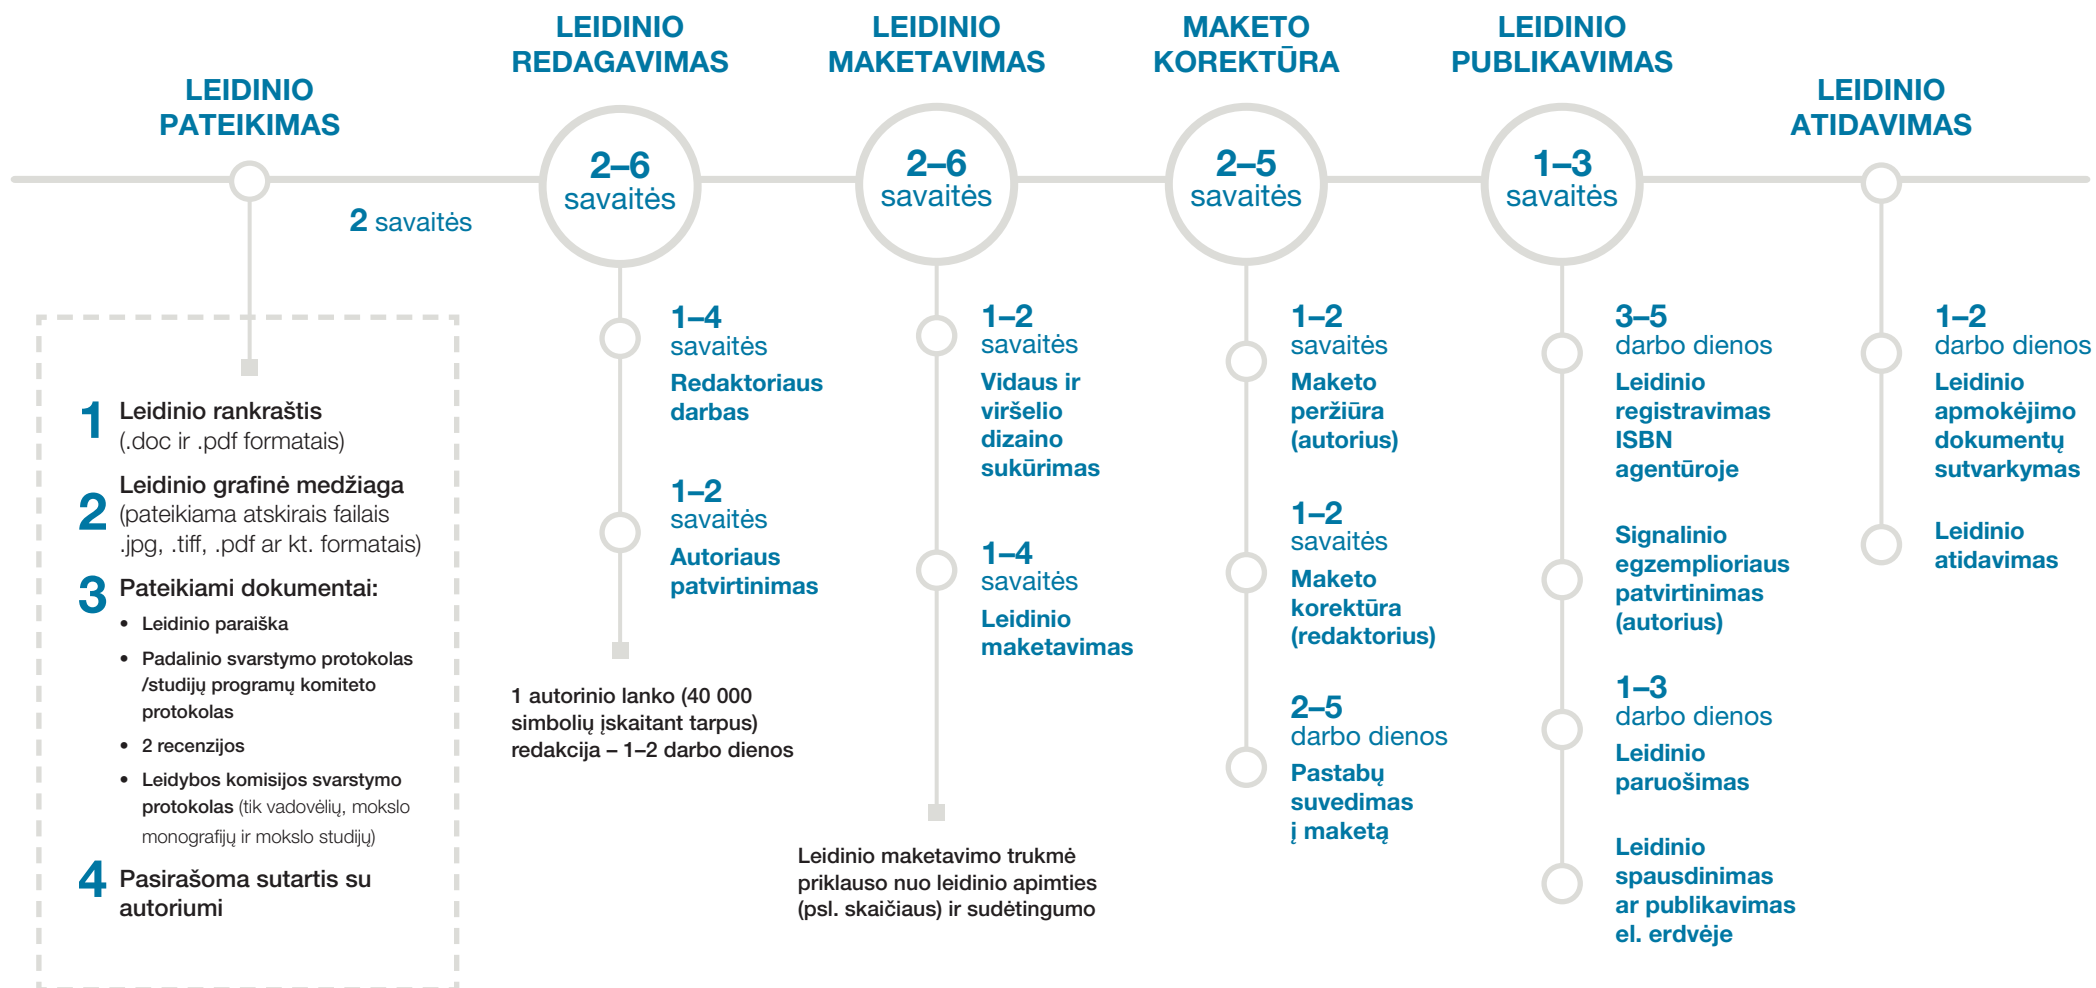 LEIDINIO
PATEIKIMAS
2 savaitės
1 Leidinio rankraštis
(.doc ir .pdf formatais)
2 Leidinio grafinė medžiaga
(pateikiama atskirais failais
.jpg, .tiff, .pdf ar kt. formatais)
3 Pateikiami dokumentai:
• Leidinio paraiška
• Padalinio svarstymo protokolas
/studijų programų komiteto
protokolas
• 2 recenzijos
• Leidybos komisijos svarstymo
protokolas (tik vadovėlių, mokslo
monografijų ir mokslo studijų)
4 Pasirašoma sutartis su
autoriumi
LEIDINIO
REDAGAVIMAS
2–6
savaitės
1–4
savaitės
Redaktoriaus
darbas
1–2
savaitės
Autoriaus
patvirtinimas
1 autorinio lanko (40 000
simbolių įskaitant tarpus)
redakcija – 1–2 darbo dienos
LEIDINIO
MAKETAVIMAS
2–6
savaitės
1–2
savaitės
Vidaus ir
viršelio
dizaino
sukūrimas
1–4
savaitės
Leidinio
maketavimas
Leidinio maketavimo trukmė
priklauso nuo leidinio apimties
(psl. skaičiaus) ir sudėtingumo
MAKETO
KOREKTŪRA
2–5
savaitės
1–2
savaitės
Maketo
peržiūra
(autorius)
1–2
savaitės
Maketo
korektūra
(redaktorius)
2–5
darbo dienos
Pastabų
suvedimas
į maketą
LEIDINIO
PUBLIKAVIMAS
1–3
savaitės
3–5
darbo dienos
Leidinio
registravimas
ISBN
agentūroje
Signalinio
egzemplioriaus
patvirtinimas
(autorius)
1–3
darbo dienos
Leidinio
paruošimas
Leidinio
spausdinimas
ar publikavimas
el. erdvėje
LEIDINIO
ATIDAVIMAS
1–2
darbo dienos
Leidinio
apmokėjimo
dokumentų
sutvarkymas
Leidinio
atidavimas